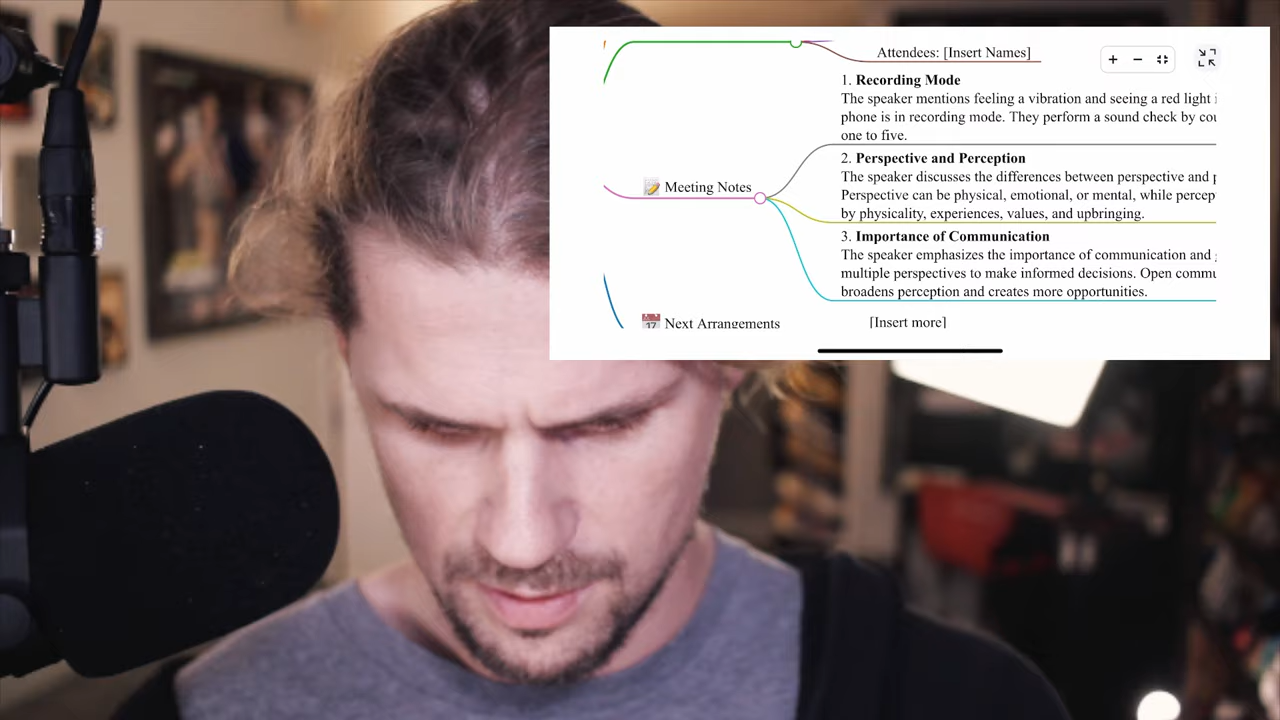 Attendees: [Insert Names]
1. Recording Mode
The speaker mentions feeling a vibration and seeing a red light
phone is in recording mode. They perform a sound check by
one to five.
2. Perspective and Perception
The speaker discusses the differences between perspective and
📝 Meeting Notes
Perspective can be physical, emotional, or mental, while
by physicality, experiences, values, and upbringing.
3. Importance of Communication
The speaker emphasizes the importance of communication and
multiple perspectives to make informed decisions. Open
broadens perception and creates more opportunities.
17 Next Arrangements
[Insert more]